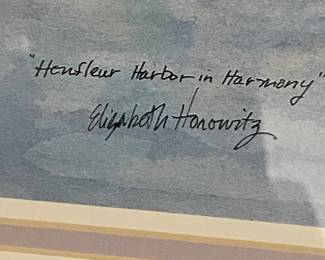 "Honfleur Harbor in Harmony"
Elizabeth Horowitz